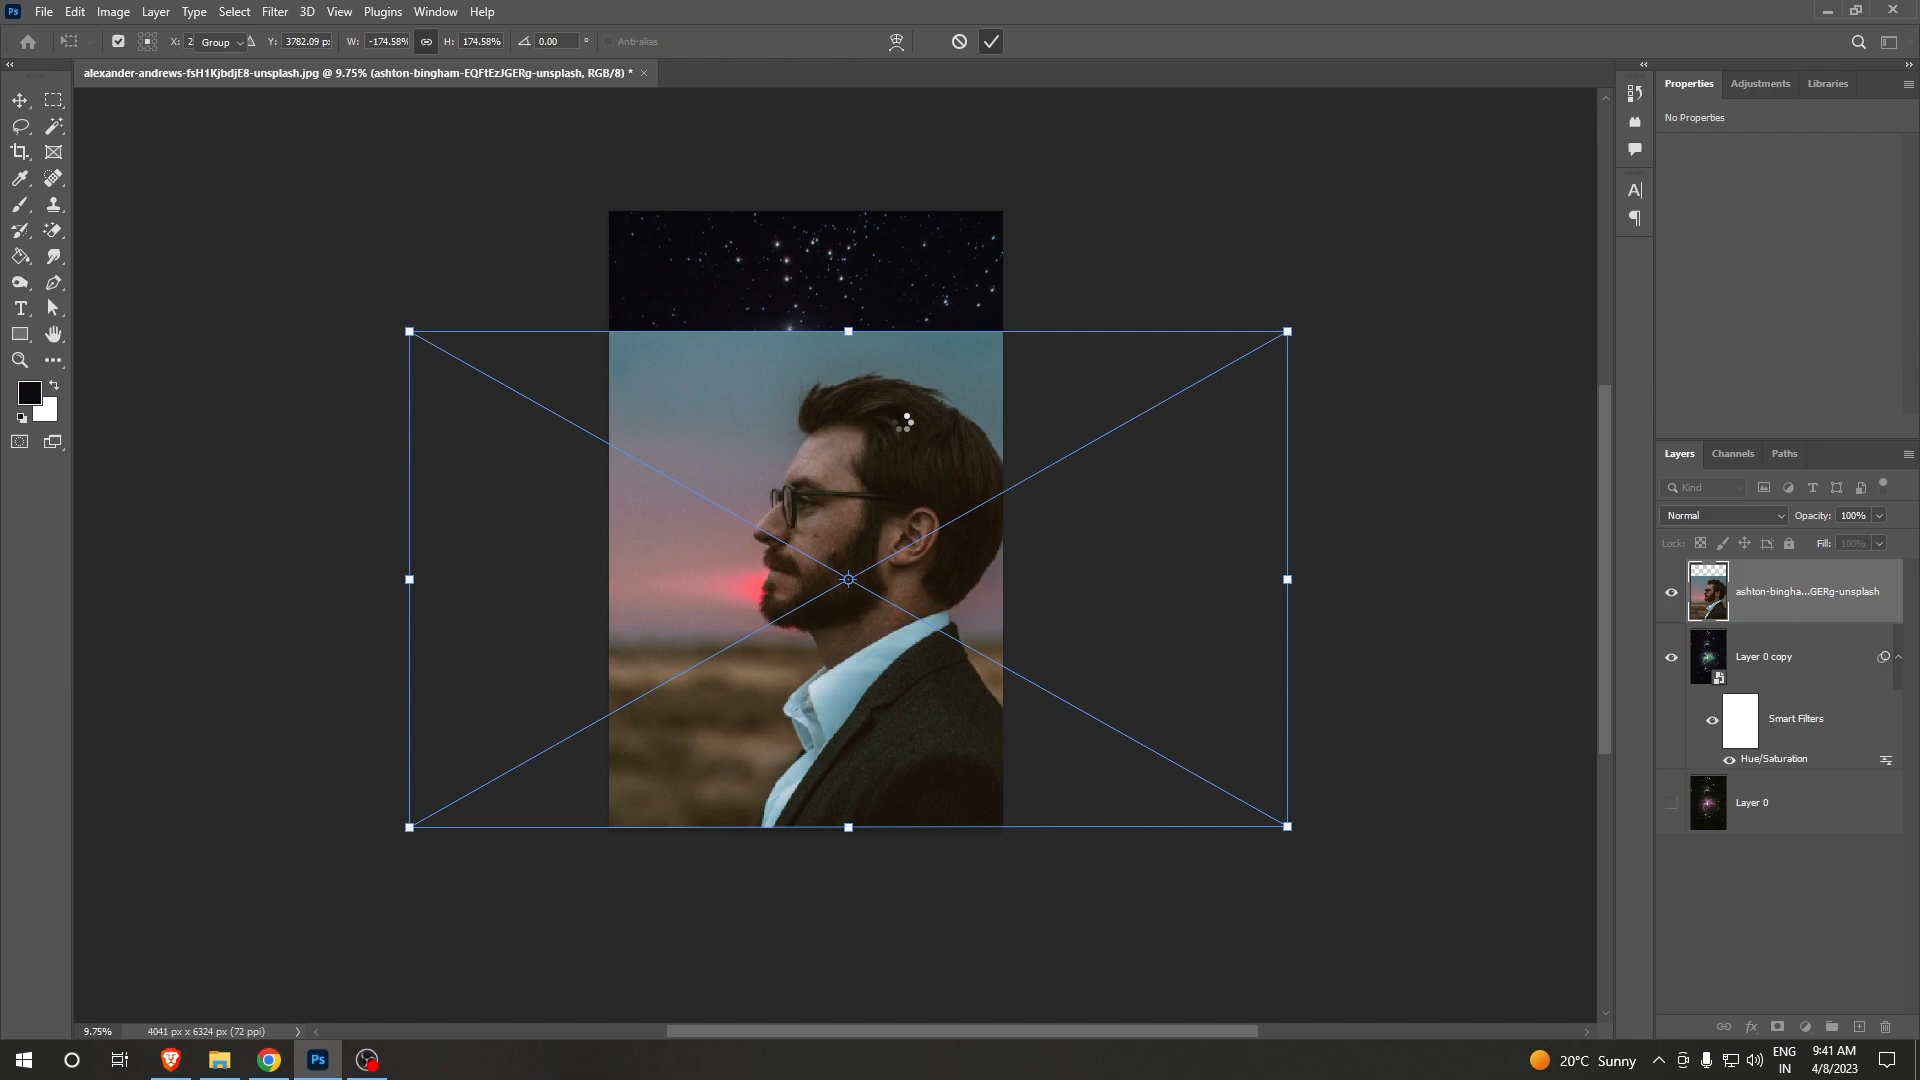 Ps File Edit Image Layer Type Select Filter 3D View Plugins Window Help
X: 2 Group Y: 3782.09 p: W: -174.58% H: 174.58% 0.00 ° Anti-alias
alexander-andrews-fsH1KjbdjE8-unsplash.jpg @ 9.75% (ashton-bingham-EQFtEzJGERg-unsplash, RGB/8) * ×
Properties Adjustments Libraries
No Properties
Layers Channels Paths
Kind
Normal Opacity: 100%
Lock: Fill: 100%
ashton-bingha...GERg-unsplash
Layer 0 copy
Smart Filters
Hue/Saturation
Layer 0
9.75% 4041 px x 6324 px (72 ppi)
Ps 20°C Sunny ENG IN 9:41 AM 4/8/2023